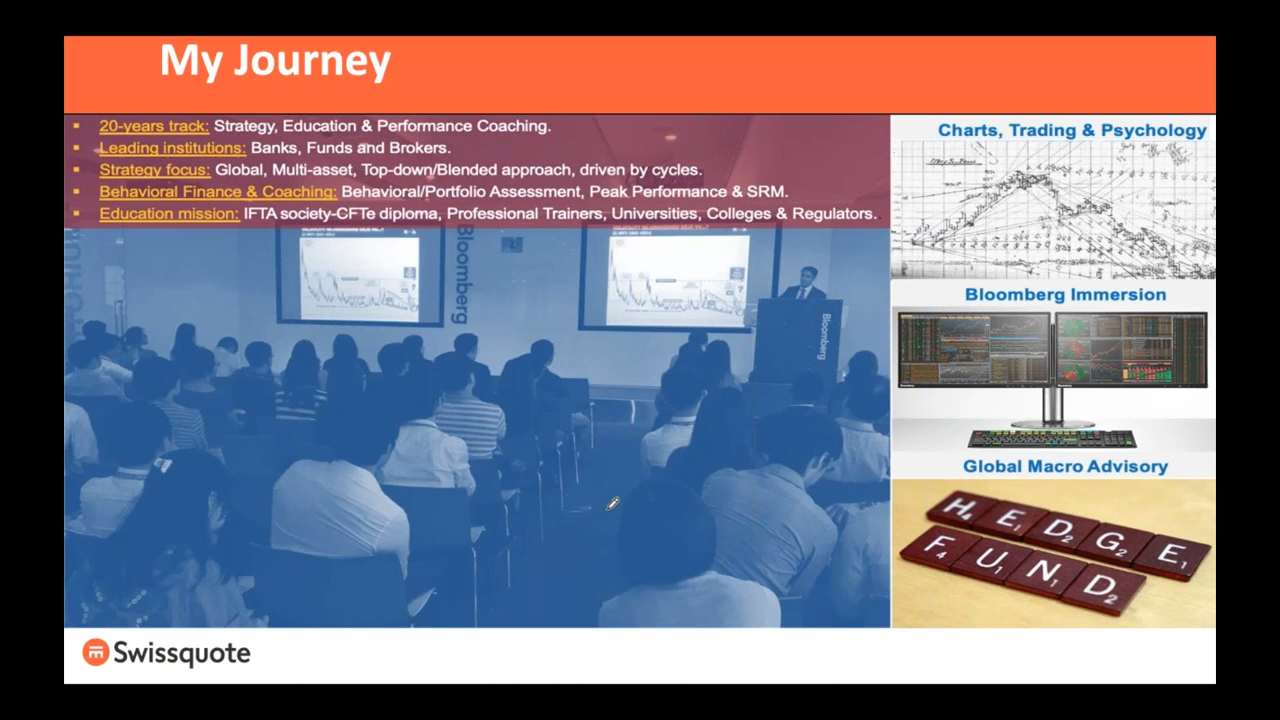 My Journey
▪ 20-years track: Strategy, Education & Performance Coaching.
▪ Leading institutions: Banks, Funds and Brokers.
▪ Strategy focus: Global, Multi-asset, Top-down/Blended approach, driven by cycles.
▪ Behavioral Finance & Coaching: Behavioral/Portfolio Assessment, Peak Performance & SRM.
▪ Education mission: IFTA society-CFTe diploma, Professional Trainers, Universities, Colleges & Regulators.
Bloomberg
Bloomberg
Charts, Trading & Psychology
Bloomberg Immersion
Global Macro Advisory
HEDGE
FUND
Swissquote